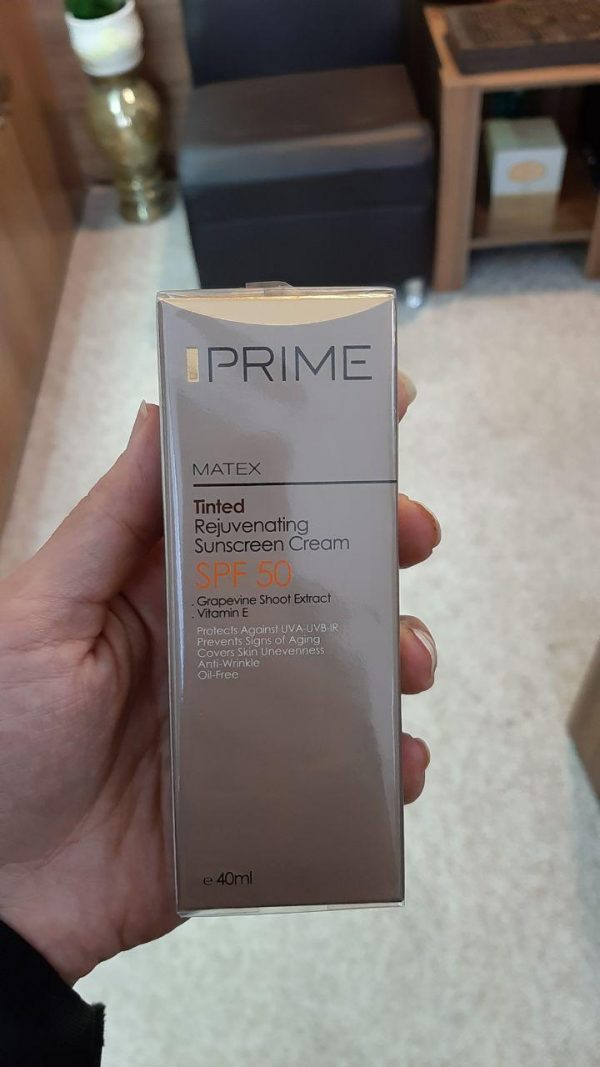 PRIME
MATEX
Tinted
Rejuvenating
Sunscreen Cream
SPF 50
. Grapevine Shoot Extract
. Vitamin E
Protects Against UVA-UVB-IR
Prevents Signs of Aging
Covers Skin Unevenness
Anti-Wrinkle
Oil-Free
e 40ml